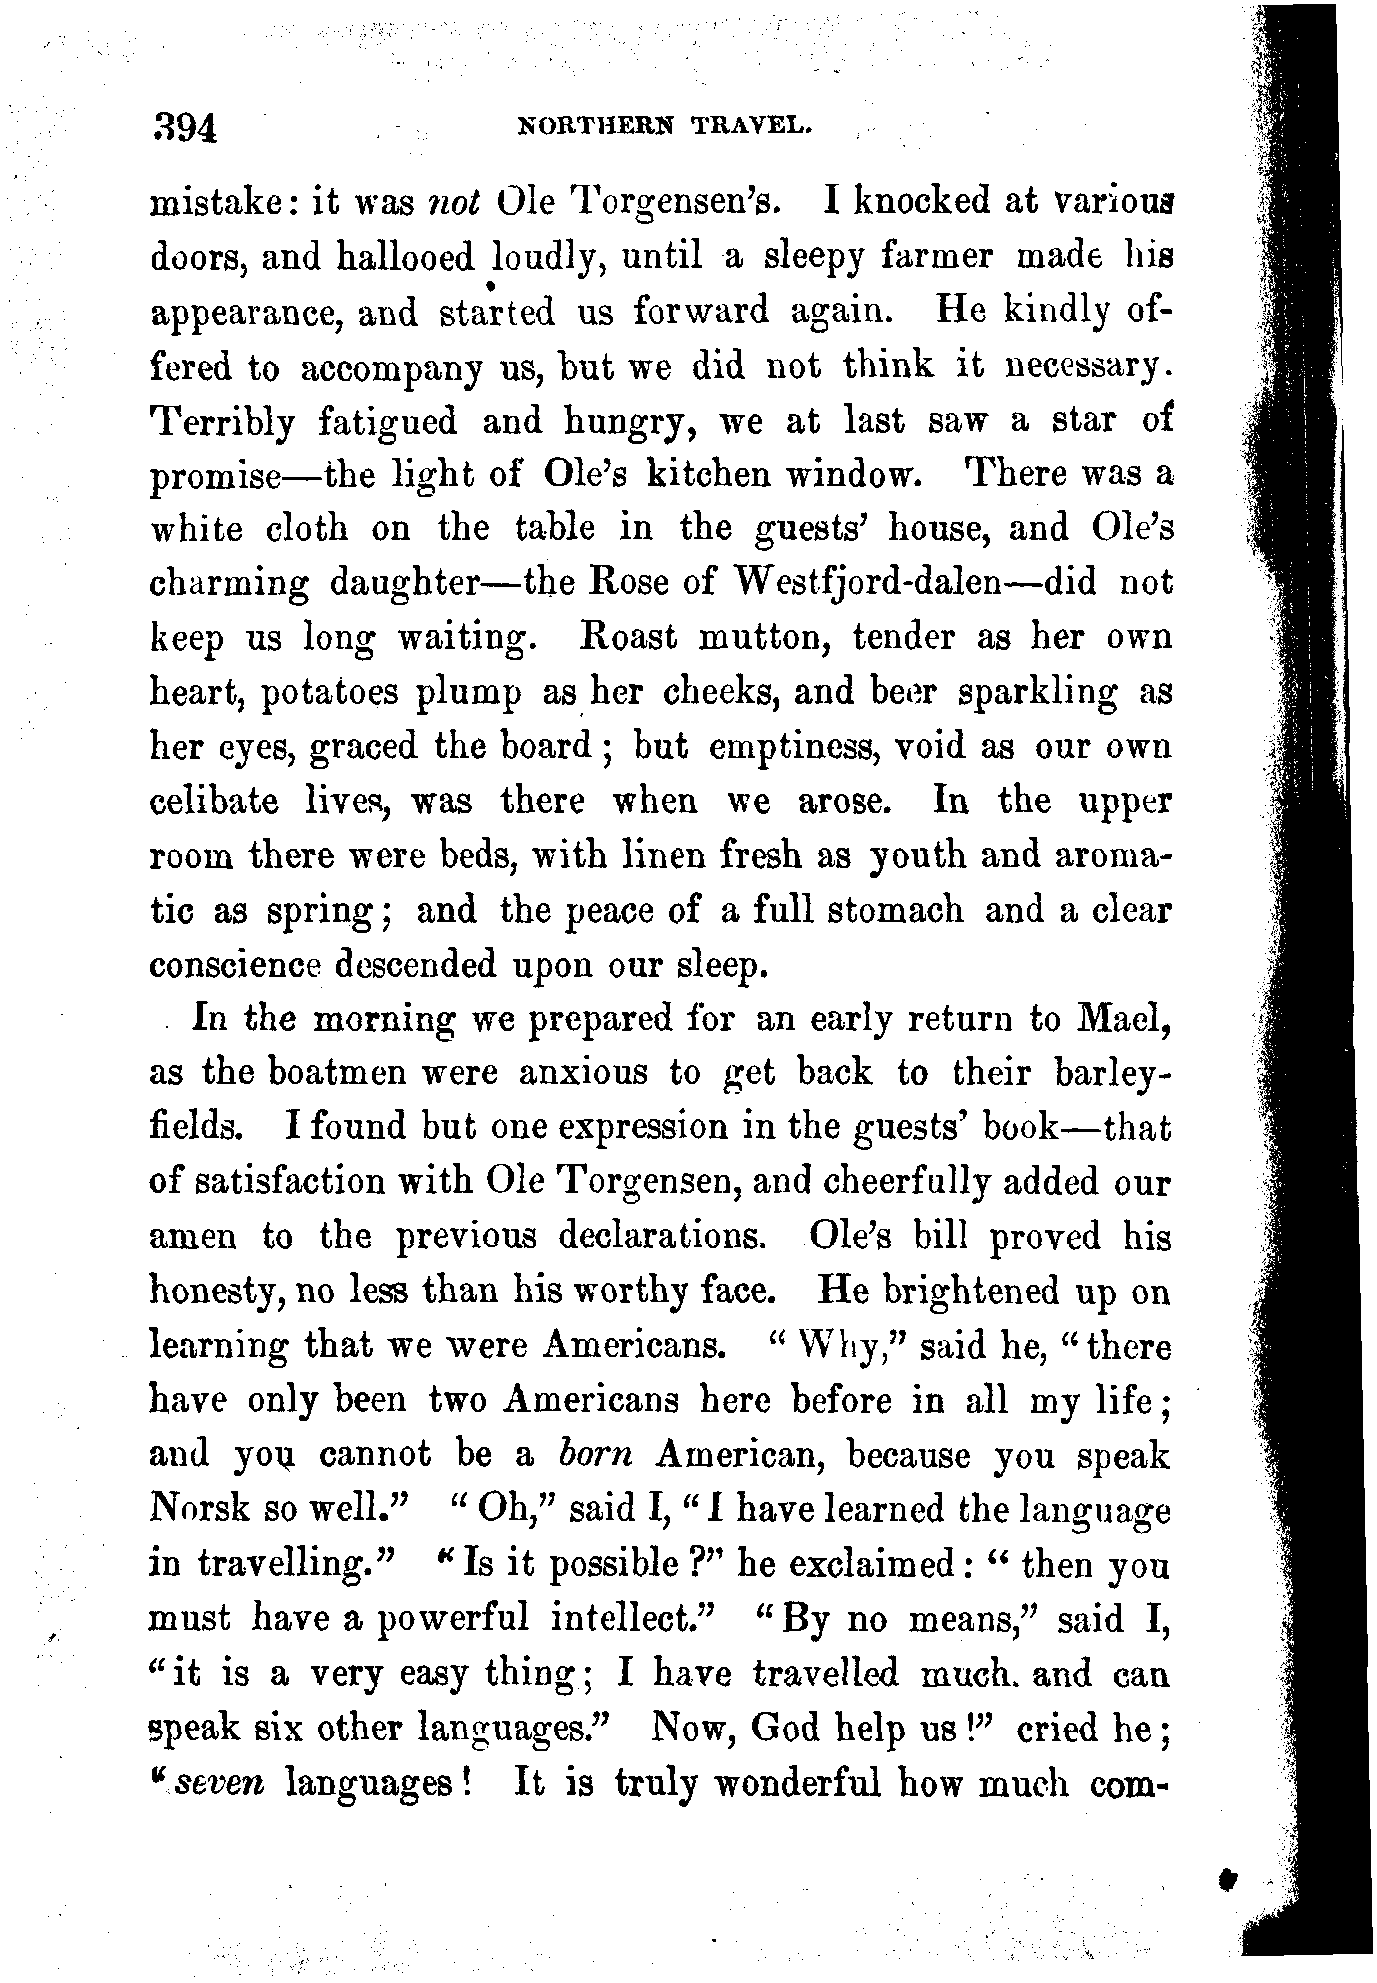 394 NORTHERN TRAVEL.
mistake: it was not Ole Torgensen's. I knocked at various
doors, and hallooed loudly, until a sleepy farmer made his
appearance, and started us forward again. He kindly of-
fered to accompany us, but we did not think it necessary.
Terribly fatigued and hungry, we at last saw a star of
promise—the light of Ole's kitchen window. There was a
white cloth on the table in the guests' house, and Ole's
charming daughter—the Rose of Westfjord-dalen—did not
keep us long waiting. Roast mutton, tender as her own
heart, potatoes plump as her cheeks, and beer sparkling as
her eyes, graced the board; but emptiness, void as our own
celibate lives, was there when we arose. In the upper
room there were beds, with linen fresh as youth and aroma-
tic as spring; and the peace of a full stomach and a clear
conscience descended upon our sleep.
In the morning we prepared for an early return to Mael,
as the boatmen were anxious to get back to their barley-
fields. I found but one expression in the guests' book—that
of satisfaction with Ole Torgensen, and cheerfully added our
amen to the previous declarations. Ole's bill proved his
honesty, no less than his worthy face. He brightened up on
learning that we were Americans. "Why," said he, "there
have only been two Americans here before in all my life;
and you cannot be a born American, because you speak
Norsk so well." "Oh," said I, "I have learned the language
in travelling." "Is it possible?" he exclaimed: "then you
must have a powerful intellect." "By no means," said I,
"it is a very easy thing; I have travelled much. and can
speak six other languages." Now, God help us!" cried he;
"seven languages! It is truly wonderful how much com-